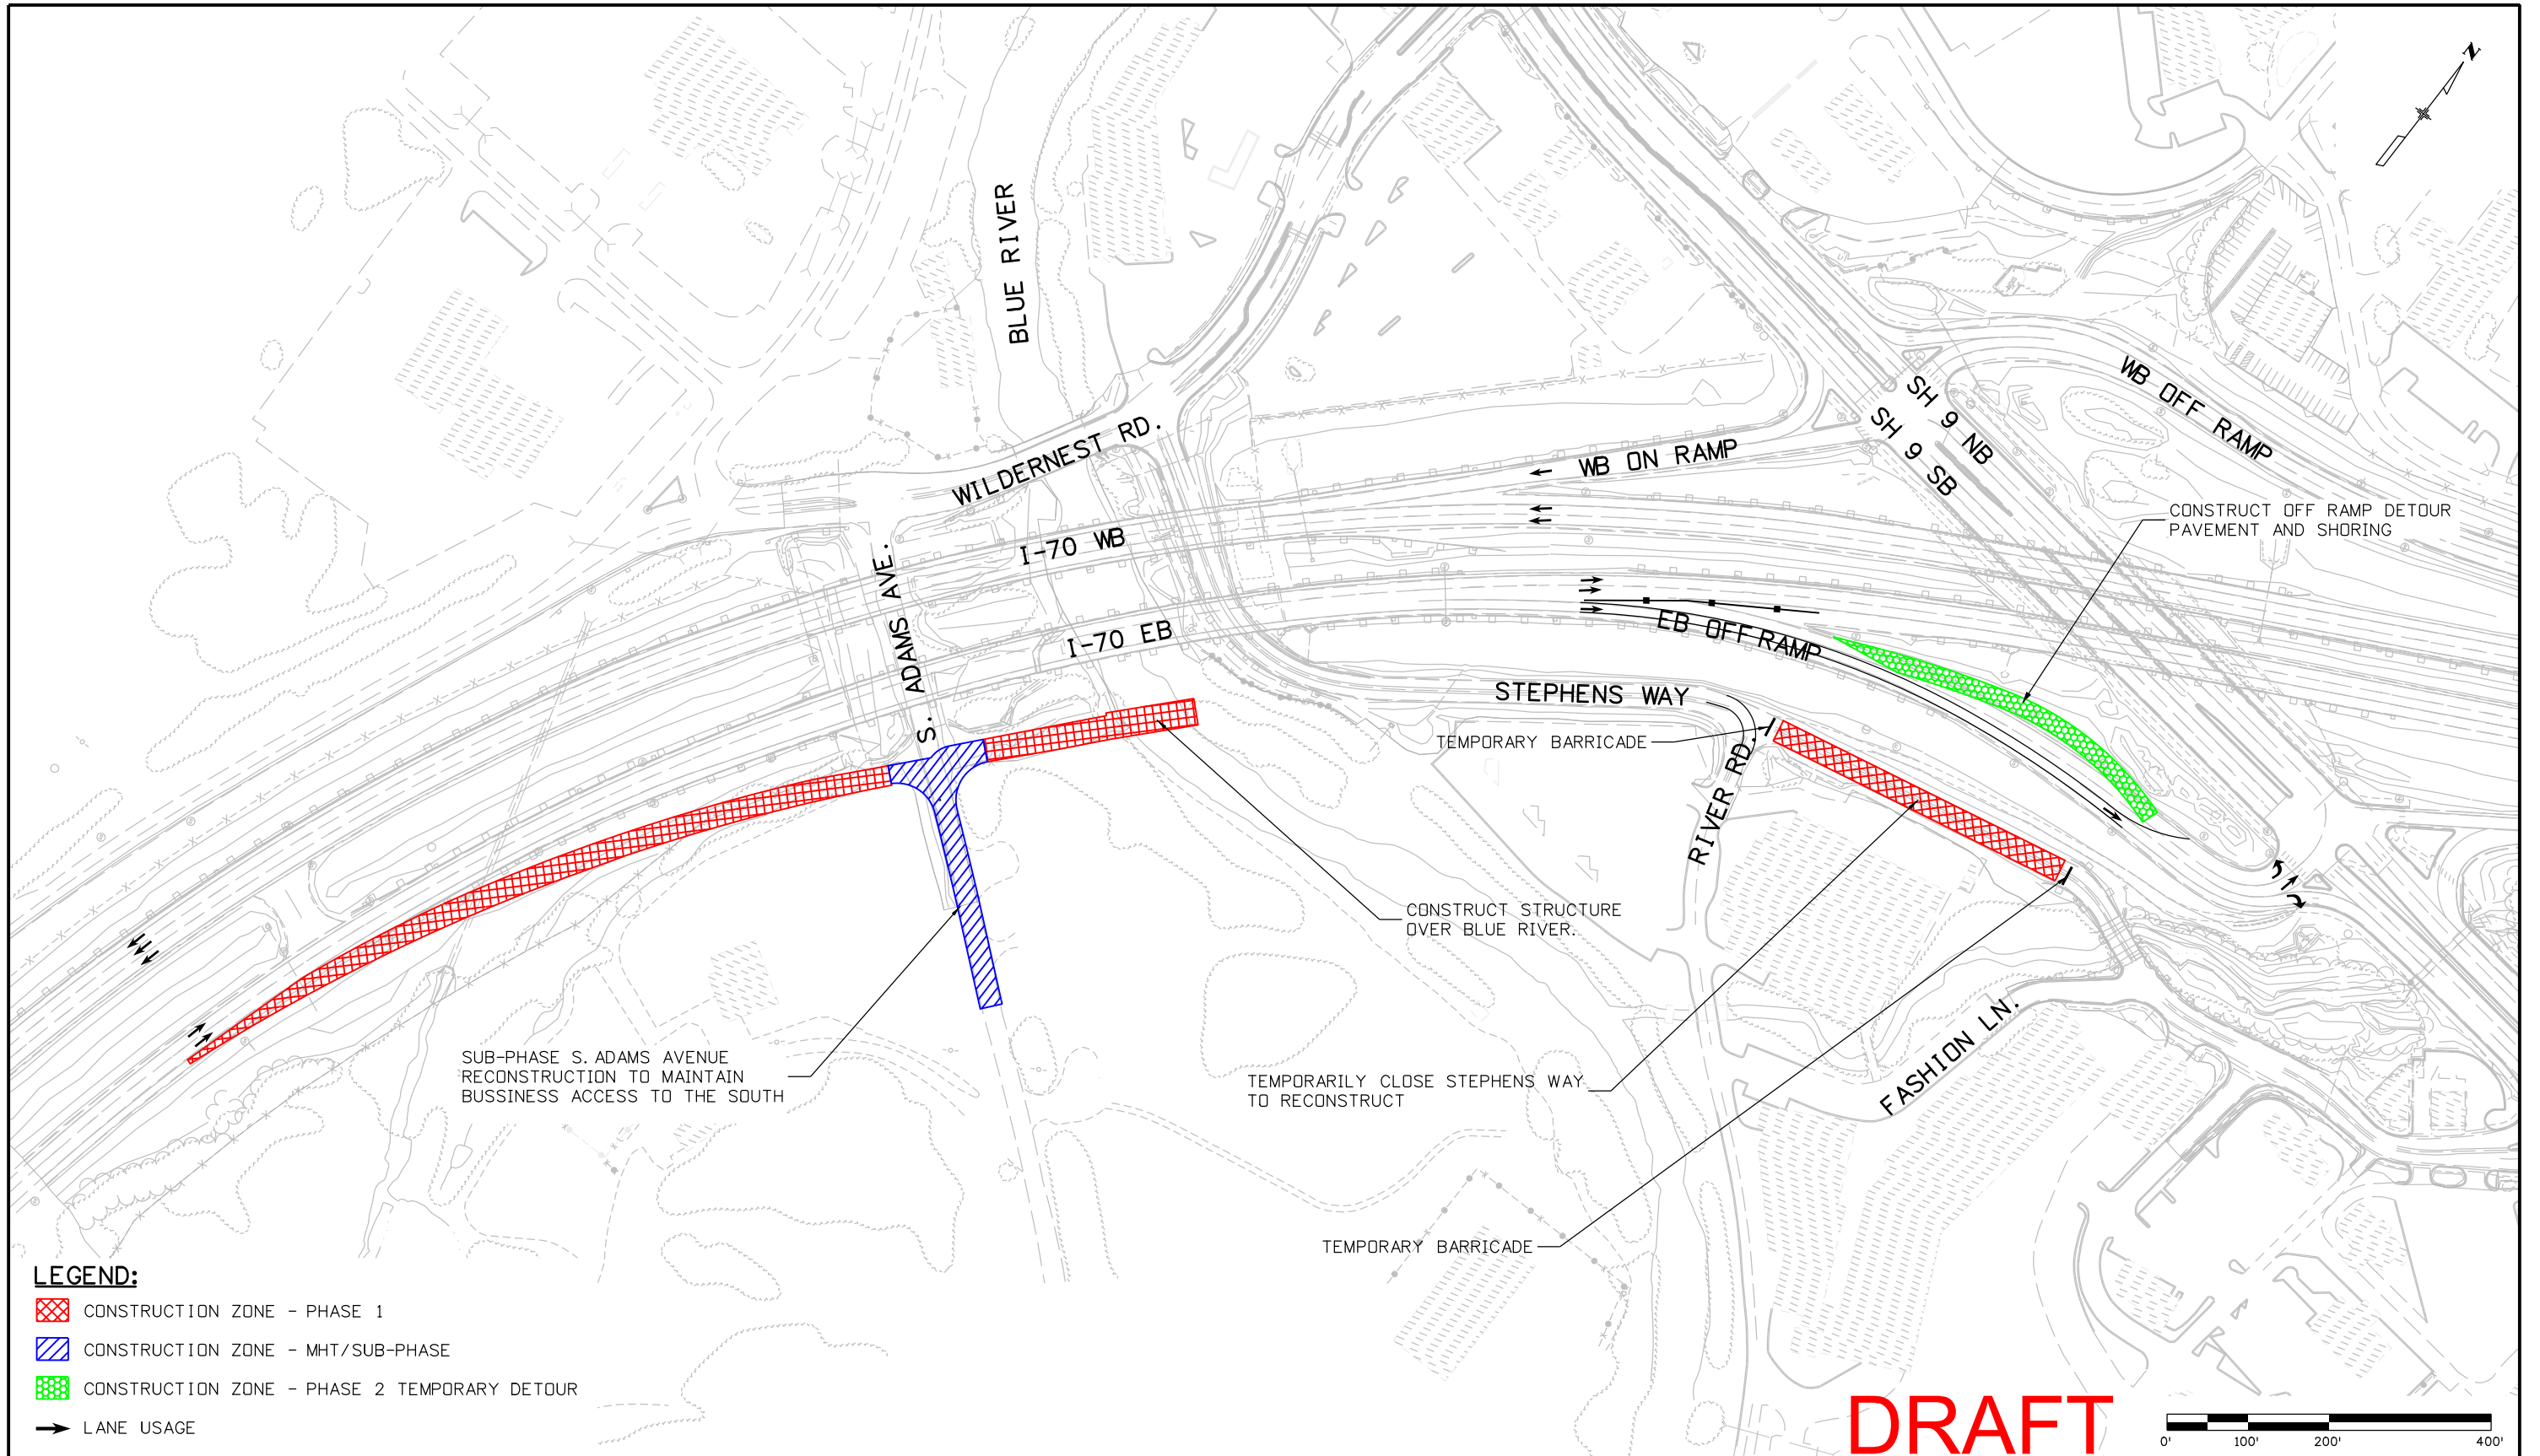 N
BLUE RIVER
WILDERNEST RD.
SH 9 NB
SH 9 SB
WB OFF RAMP
WB ON RAMP
CONSTRUCT OFF RAMP DETOUR
PAVEMENT AND SHORING
I-70 WB
S. ADAMS AVE.
I-70 EB
EB OFF RAMP
STEPHENS WAY
TEMPORARY BARRICADE
RIVER RD.
CONSTRUCT STRUCTURE
OVER BLUE RIVER.
SUB-PHASE S. ADAMS AVENUE
RECONSTRUCTION TO MAINTAIN
BUSSINESS ACCESS TO THE SOUTH
TEMPORARILY CLOSE STEPHENS WAY
TO RECONSTRUCT
FASHION LN.
TEMPORARY BARRICADE
LEGEND:
CONSTRUCTION ZONE - PHASE 1
CONSTRUCTION ZONE - MHT/SUB-PHASE
CONSTRUCTION ZONE - PHASE 2 TEMPORARY DETOUR
LANE USAGE
DRAFT
0' 100' 200' 400'